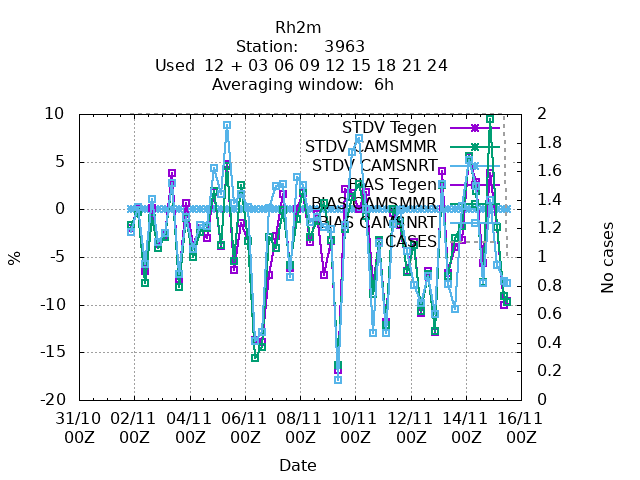 Rh2m
Station: 3963
Used 12 + 03 06 09 12 15 18 21 24
Averaging window: 6h
10
5
0
-5
-10
-15
-20
%
2
1.8
1.6
1.4
1.2
1
0.8
0.6
0.4
0.2
0
No cases
STDV Tegen
STDV CAMSMMR
STDV CAMSNRT
BIAS Tegen
BIAS CAMSMMR
BIAS CAMSNRT
CASES
31/10 02/11 04/11 06/11 08/11 10/11 12/11 14/11 16/11
00Z 00Z 00Z 00Z 00Z 00Z 00Z 00Z 00Z
Date